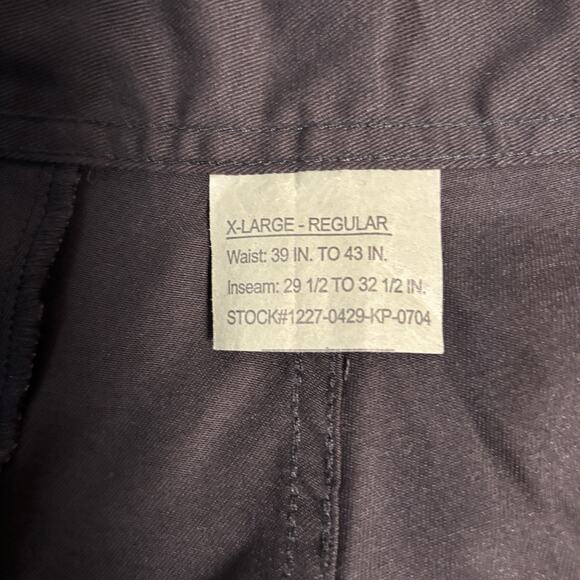 X-LARGE - REGULAR
Waist: 39 IN. TO 43 IN.
Inseam: 29 1/2 TO 32 1/2 IN.
STOCK#1227-0429-KP-0704